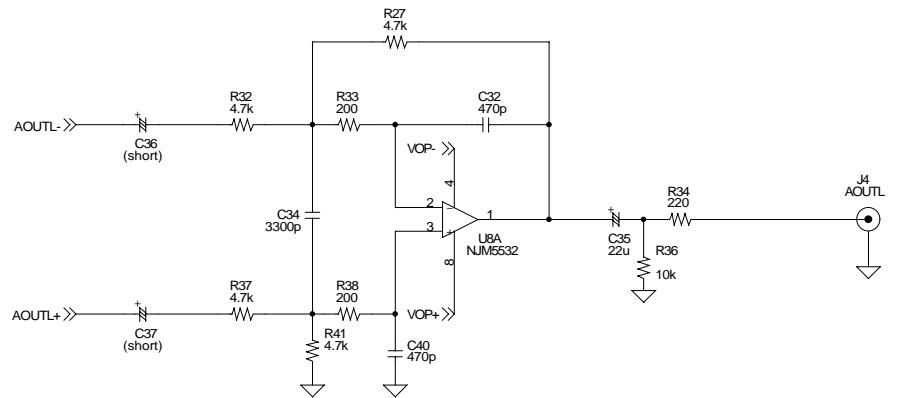 R27
4.7k
R32
4.7k
R33
200
C32
470p
AOUTL-
+
C36
(short)
VOP-
4
J4
AOUTL
C34
3300p
2
-
3
+
1
U8A
NJM5532
8
+
C35
22u
R34
220
R36
10k
R37
4.7k
R38
200
AOUTL+
+
C37
(short)
VOP+
R41
4.7k
C40
470p